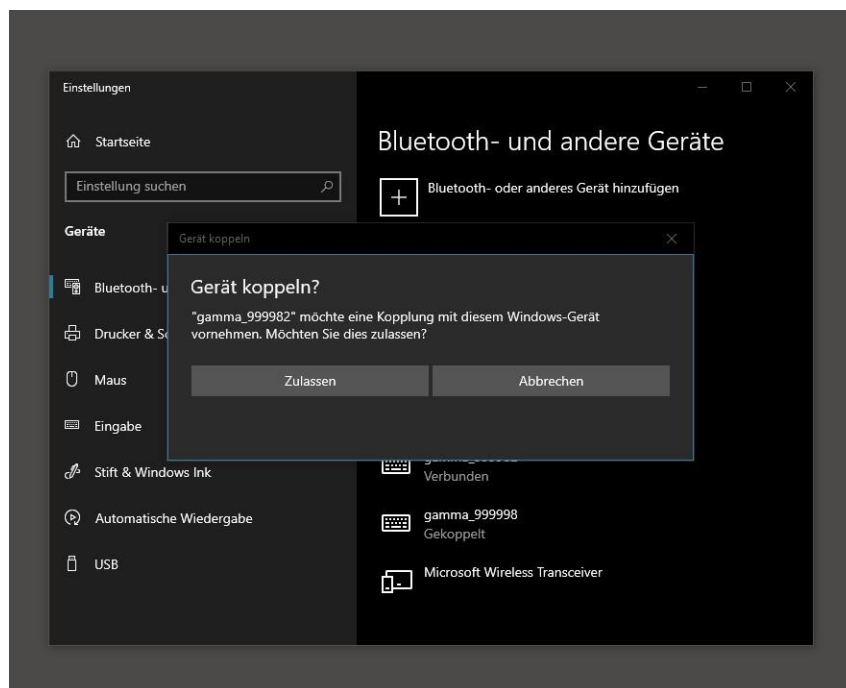 Einstellungen
Startseite
Einstellung suchen
Geräte
Bluetooth- u
Drucker & S
Maus
Eingabe
Stift & Windows Ink
Automatische Wiedergabe
USB
Bluetooth- und andere Geräte
Bluetooth- oder anderes Gerät hinzufügen
Gerät koppeln
Gerät koppeln?
"gamma_999982" möchte eine Kopplung mit diesem Windows-Gerät
vornehmen. Möchten Sie dies zulassen?
Zulassen
Abbrechen
Verbunden
gamma_999998
Gekoppelt
Microsoft Wireless Transceiver